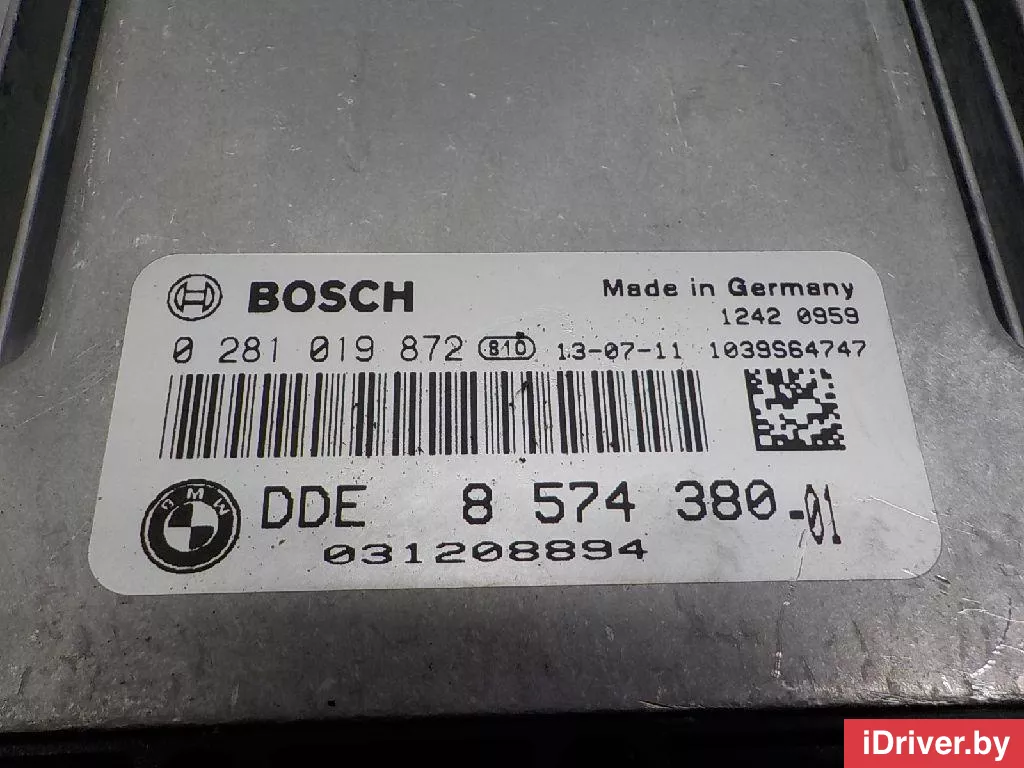 BOSCH
Made in Germany
1242 0959
0 281 019 872 B10 13-07-11 1039S64747
BMW
DDE 8 574 380-01
031208894
iDriver.by